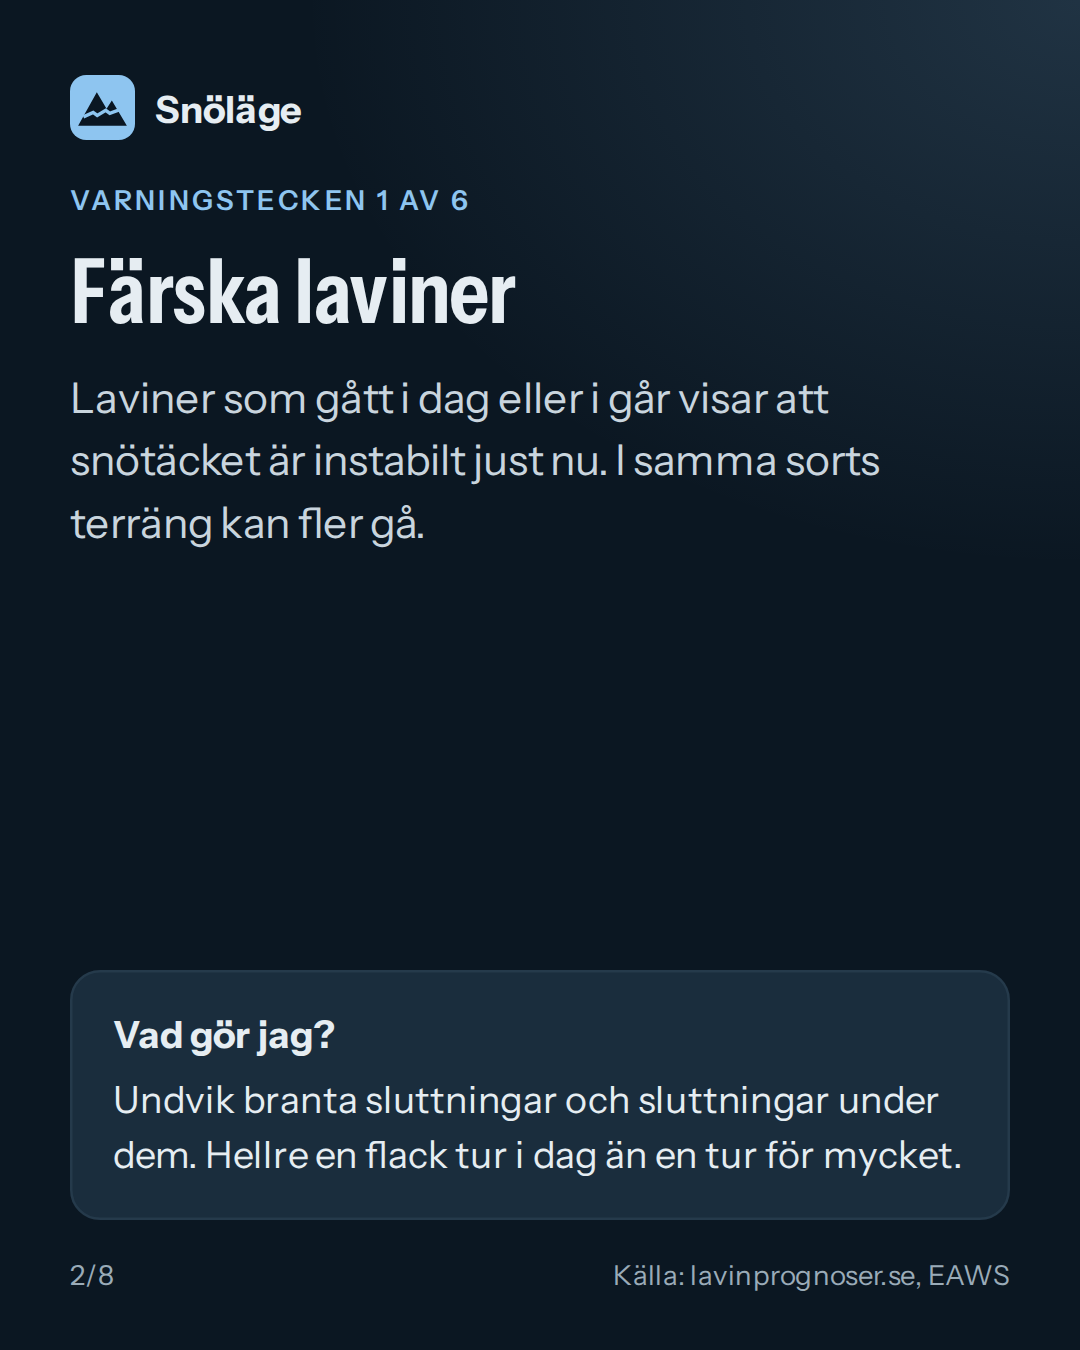 Snöläge
VARNINGSTECKEN 1 AV 6
Färska laviner
Laviner som gått i dag eller i går visar att
snötäcket är instabilt just nu. I samma sorts
terräng kan fler gå.
Vad gör jag?
Undvik branta sluttningar och sluttningar under
dem. Hellre en flack tur i dag än en tur för mycket.
2/8
Källa: lavinprognoser.se, EAWS